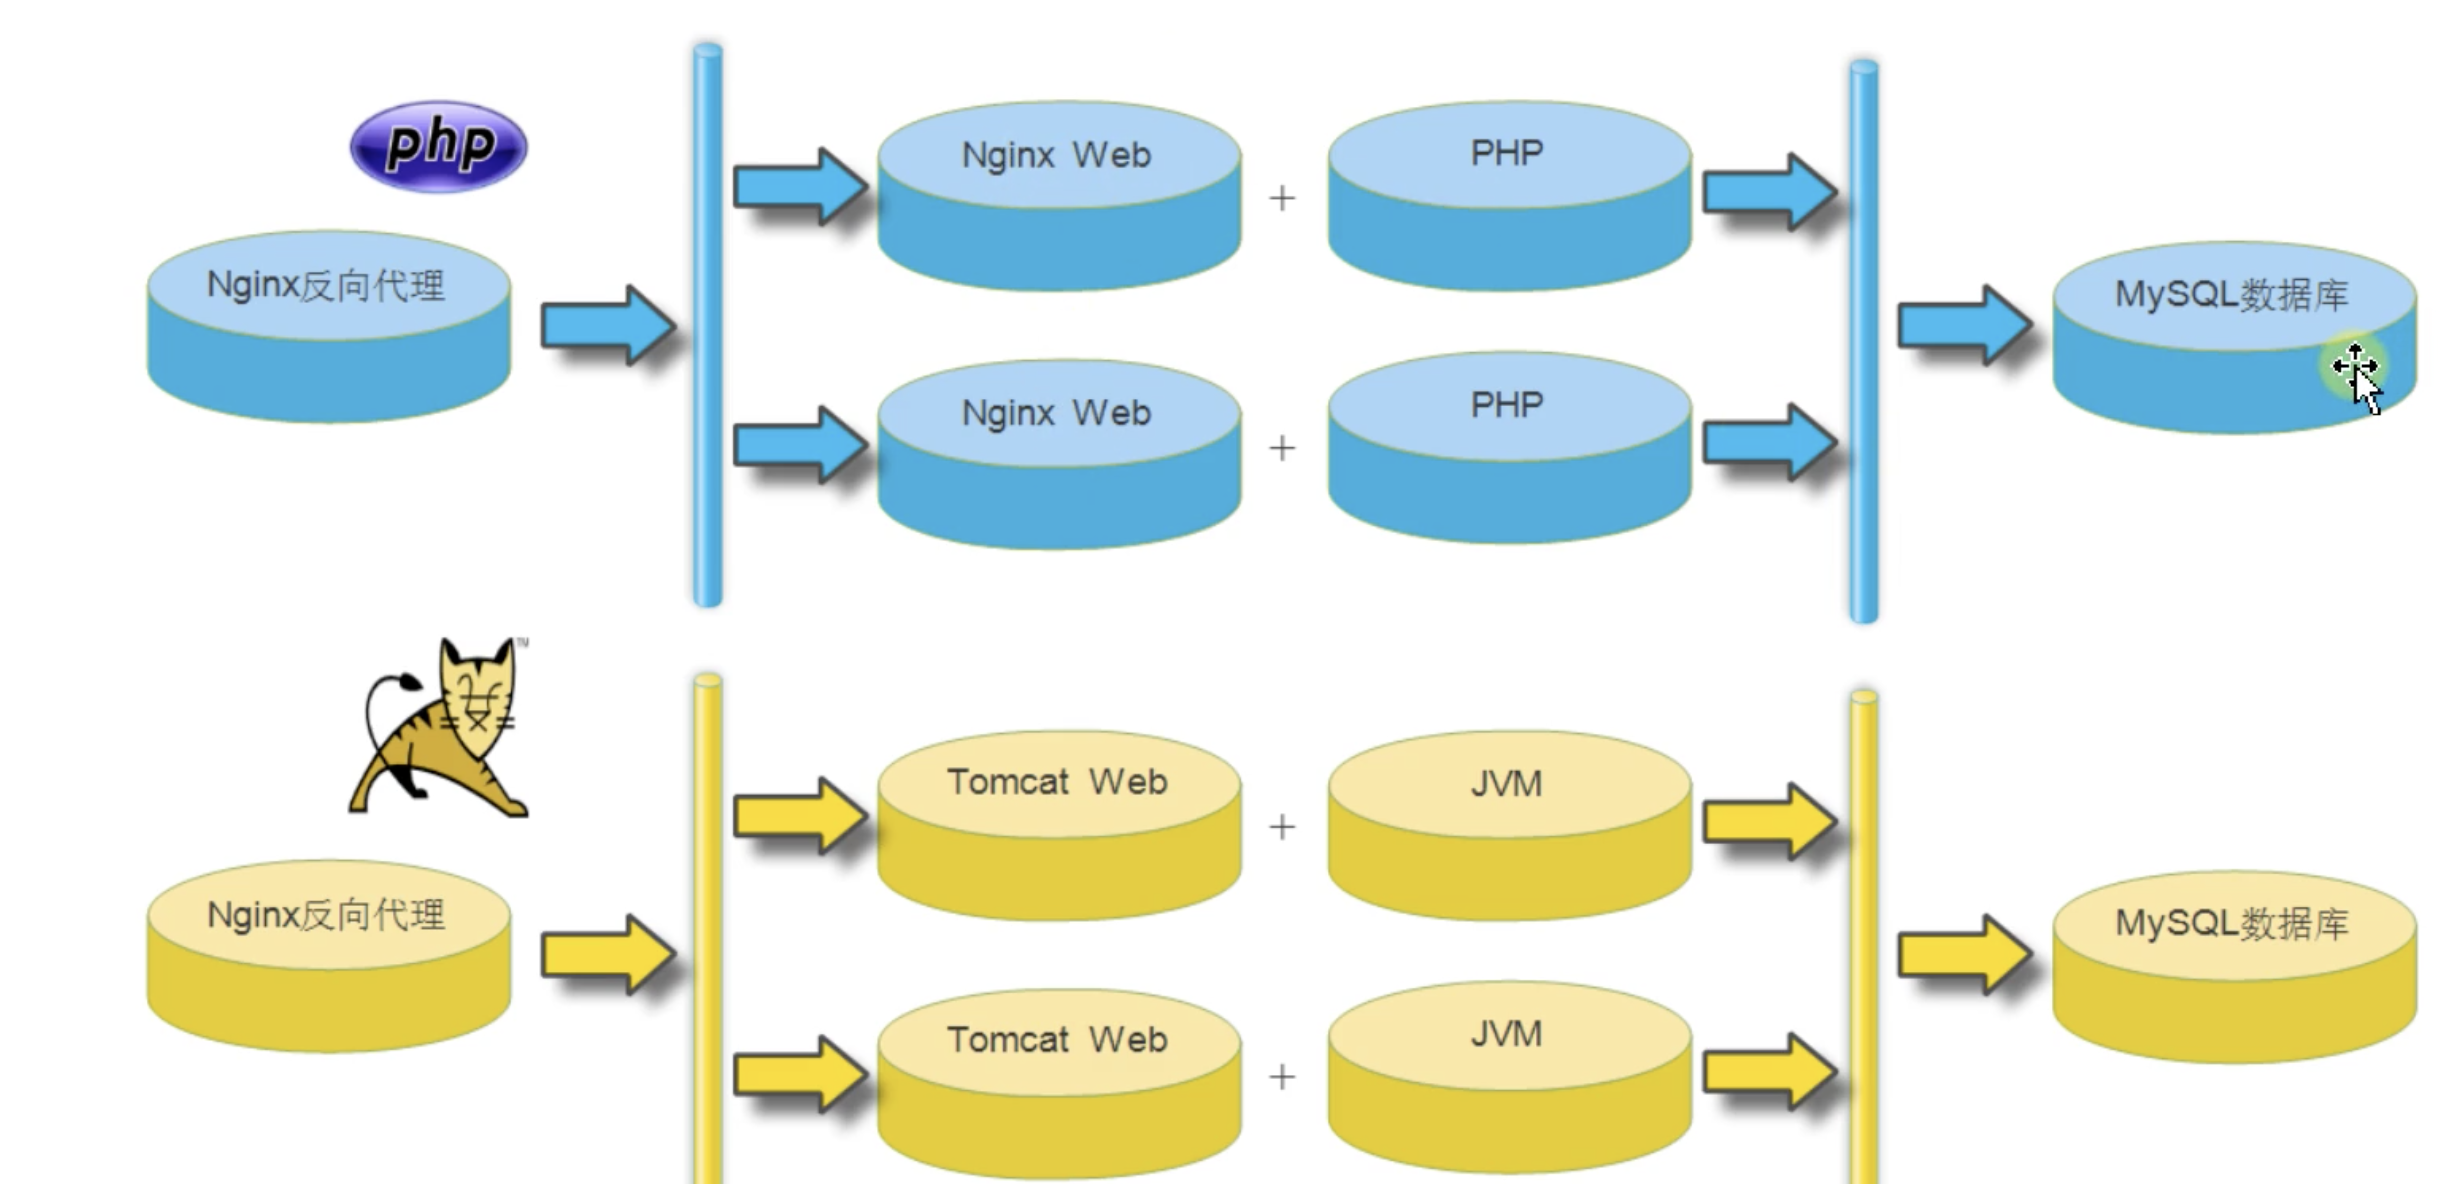 php
Nginx Web
PHP
Nginx反向代理
MySQL数据库
+
Nginx Web
PHP
+
TM
Tomcat Web
JVM
Nginx反向代理
MySQL数据库
+
Tomcat Web
JVM
+